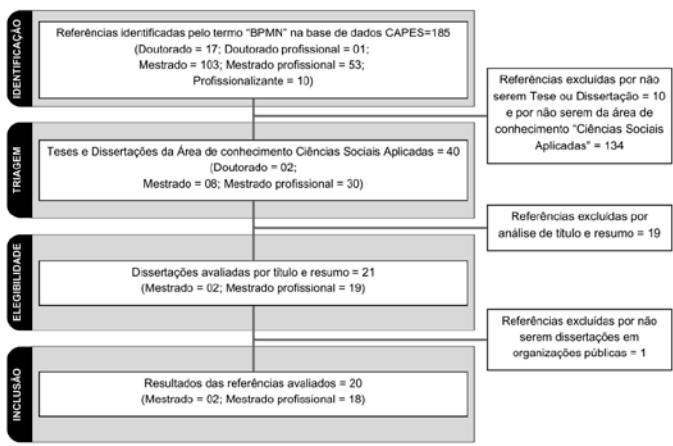 IDENTIFICAÇÃO
Referências identificadas pelo termo "BPMN" na base de dados CAPES=185
(Doutorado = 17; Doutorado profissional = 01;
Mestrado = 103; Mestrado profissional = 53;
Profissionalizante = 10)
Referências excluídas por não
serem Tese ou Dissertação = 10
e por não serem da área de
conhecimento "Ciências Sociais
Aplicadas" = 134
TRIAGEM
Teses e Dissertações da Área de conhecimento Ciências Sociais Aplicadas = 40
(Doutorado = 02;
Mestrado = 08; Mestrado profissional = 30)
Referências excluídas por
análise de título e resumo = 19
ELEGIBILIDADE
Dissertações avaliadas por título e resumo = 21
(Mestrado = 02; Mestrado profissional = 19)
Referências excluídas por não
serem dissertações em
organizações públicas = 1
INCLUSÃO
Resultados das referências avaliados = 20
(Mestrado = 02; Mestrado profissional = 18)